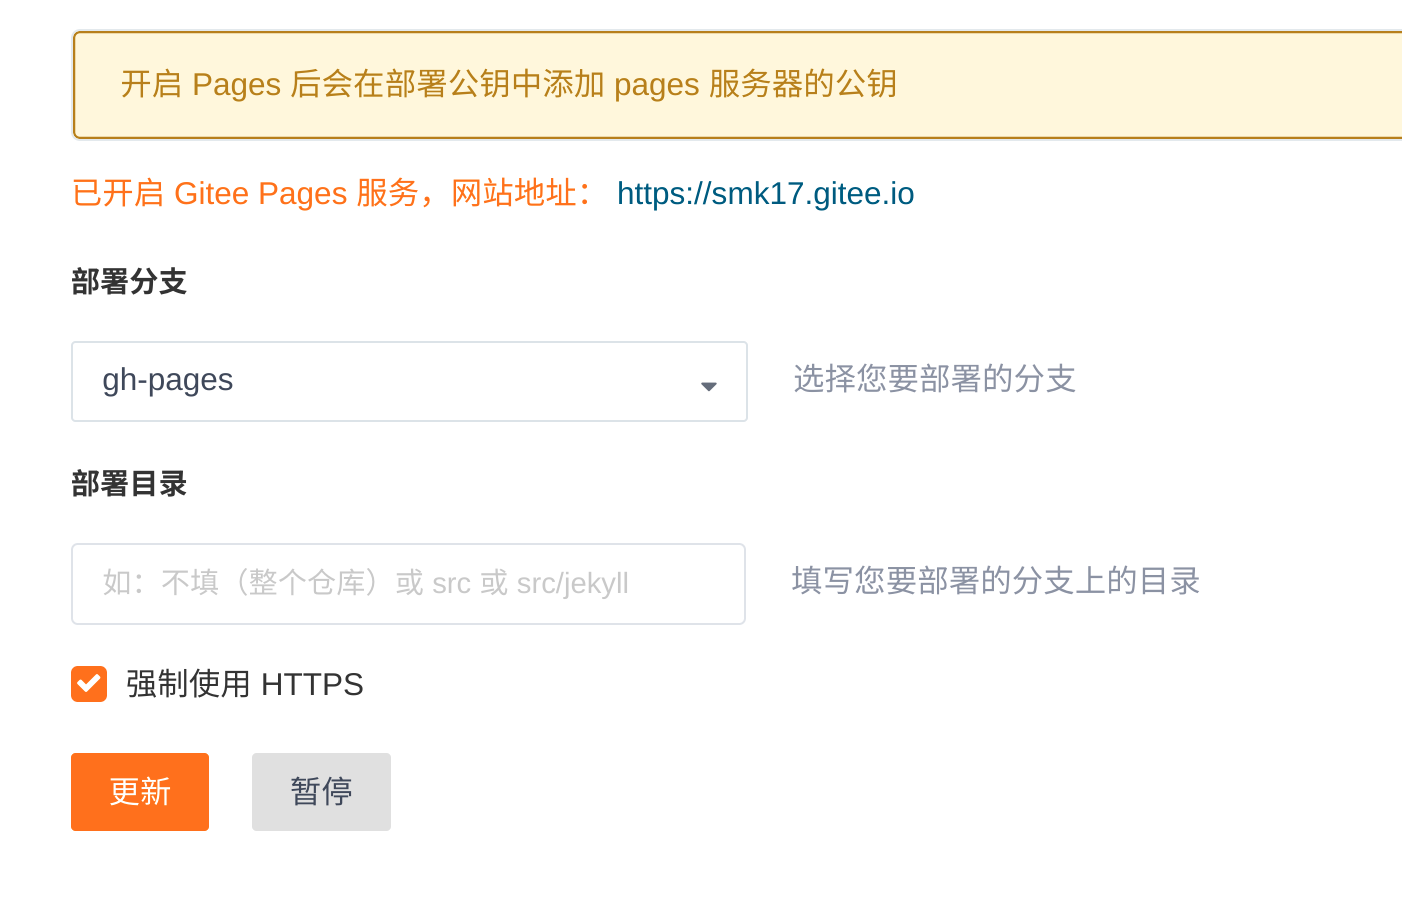 开启 Pages 后会在部署公钥中添加 pages 服务器的公钥
已开启 Gitee Pages 服务，网站地址： https://smk17.gitee.io
部署分支
gh-pages 选择您要部署的分支
部署目录
如：不填（整个仓库）或 src 或 src/jekyll 填写您要部署的分支上的目录
强制使用 HTTPS
更新 暂停